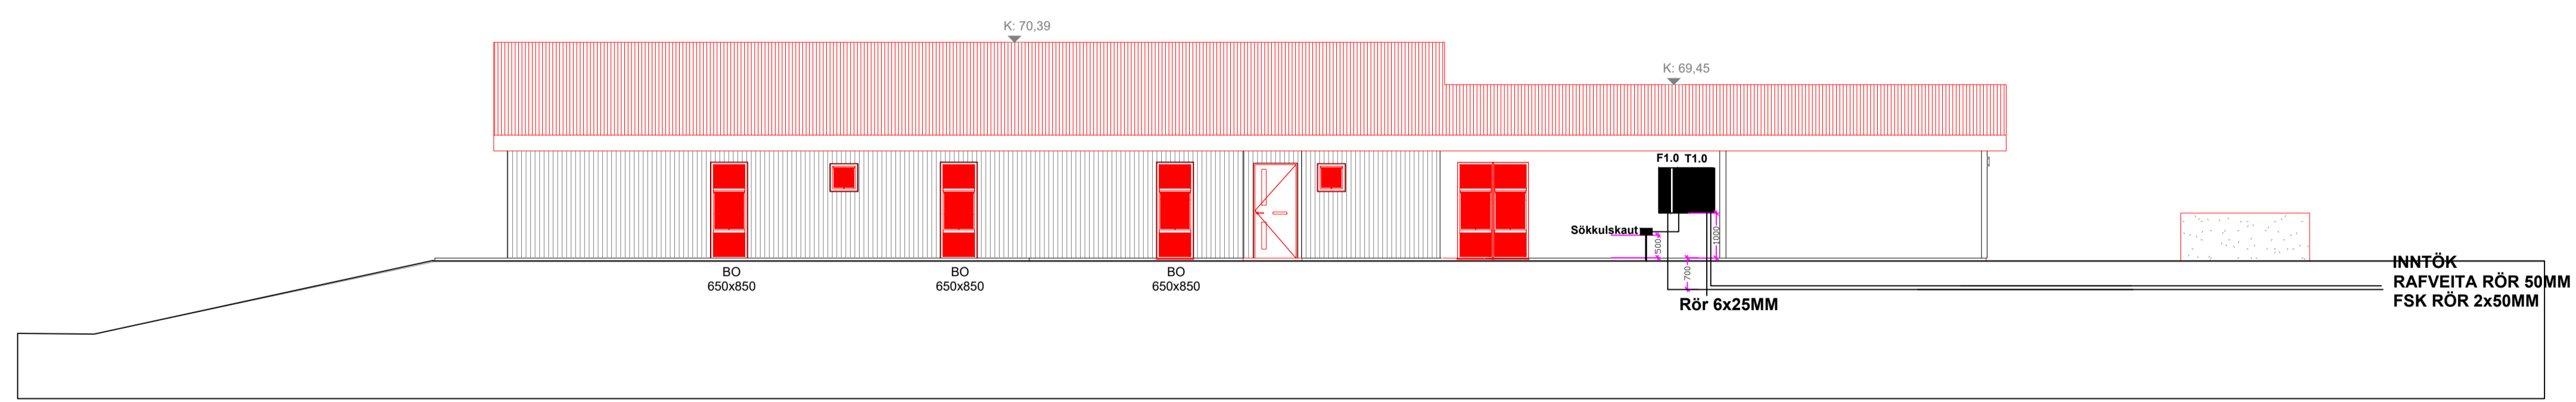 K: 70,39
K: 69,45
F1.0 T1.0
Sökkulskaut
500
1000
700
BO
650x850
BO
650x850
BO
650x850
Rör 6x25MM
INNTÖK
RAFVEITA RÖR 50MM
FSK RÖR 2x50MM